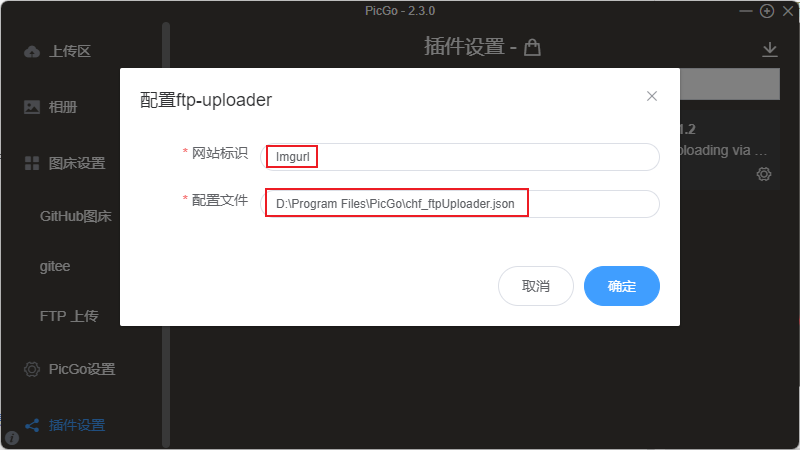 PicGo - 2.3.0
上传区
相册
图床设置
GitHub图床
gitee
FTP 上传
PicGo设置
插件设置
插件设置 -
1.2
ploading via ...
配置ftp-uploader
* 网站标识
Imgurl
* 配置文件
D:\Program Files\PicGo\chf_ftpUploader.json
取消
确定